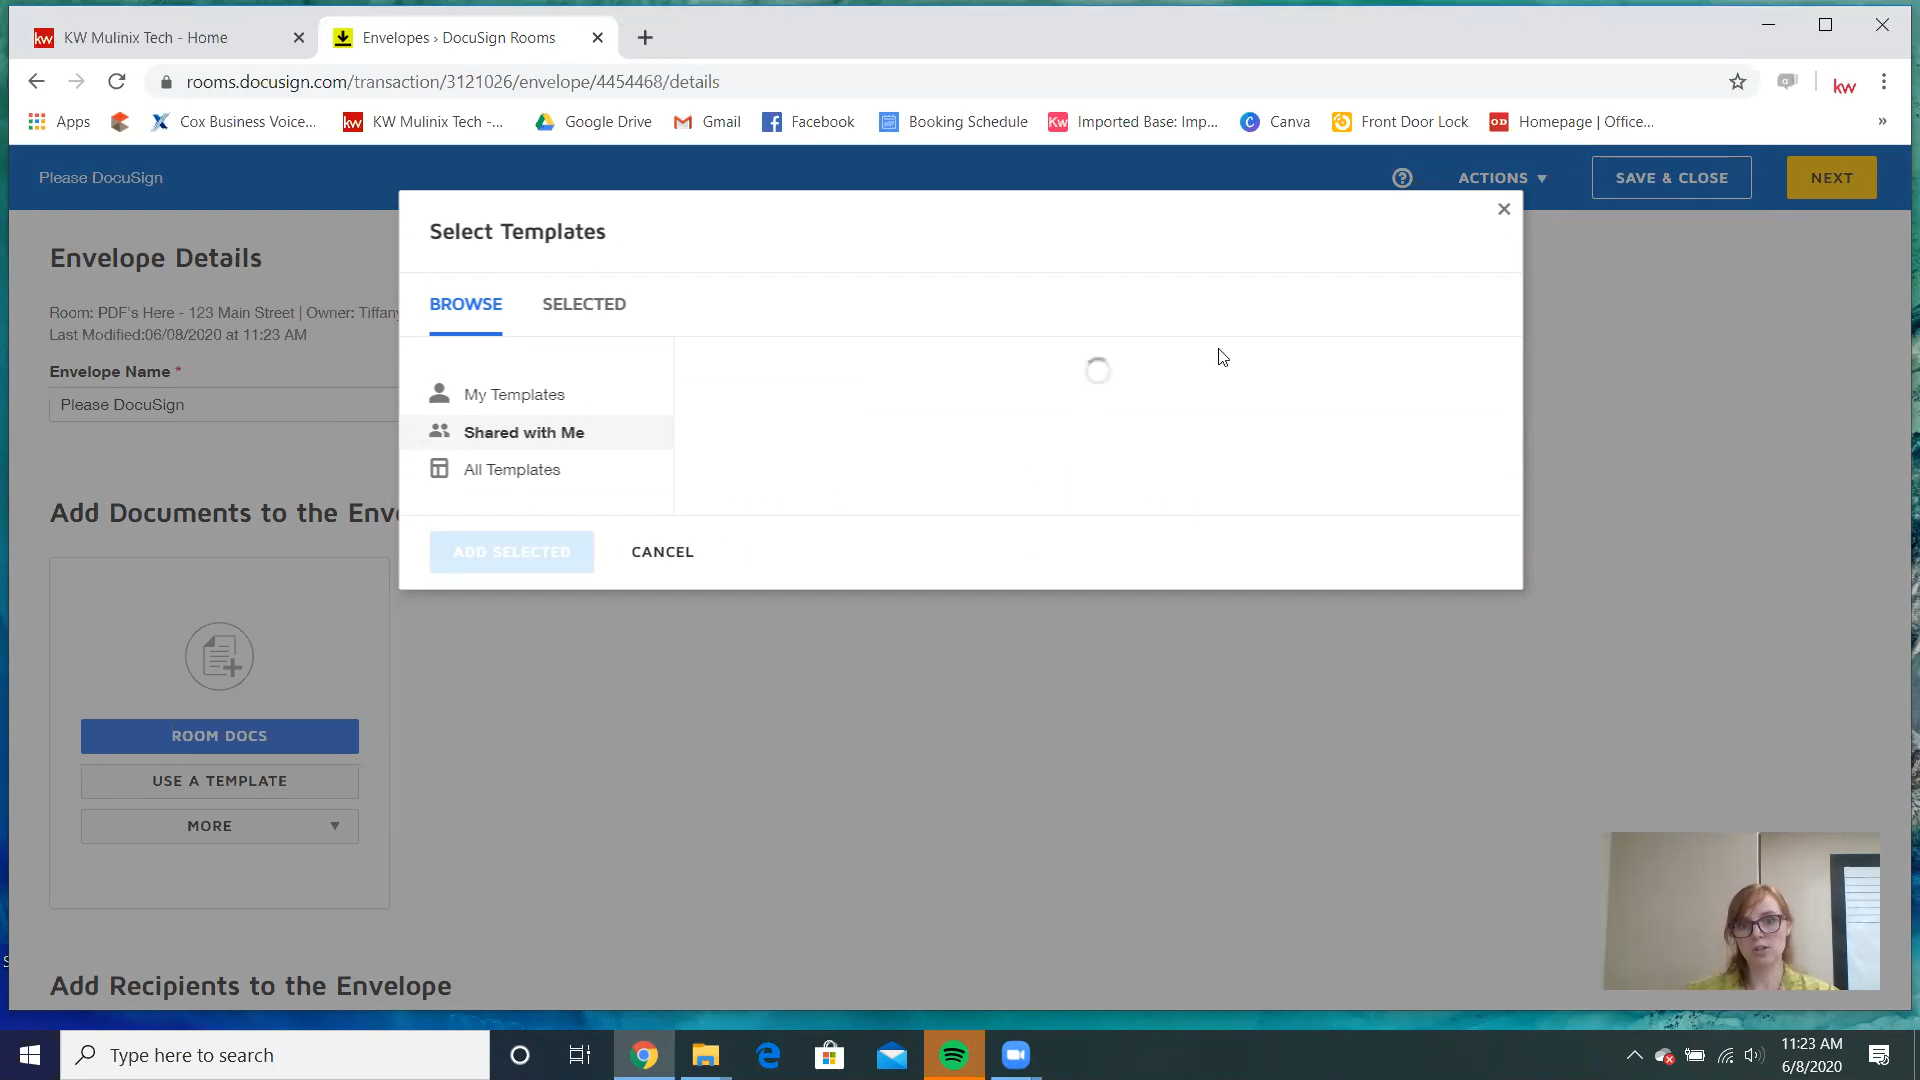 KW Mulinix Tech - Home
Envelopes › DocuSign Rooms
rooms.docusign.com/transaction/3121026/envelope/4454468/details
kw
Apps
Cox Business Voice...
KW Mulinix Tech -...
Google Drive
Gmail
Facebook
Booking Schedule
Imported Base: Imp...
Canva
Front Door Lock
Homepage | Office...
»
Please DocuSign
ACTIONS
SAVE & CLOSE
NEXT
Select Templates
Envelope Details
BROWSE
SELECTED
Room: PDF's Here - 123 Main Street | Owner: Tiffany
Last Modified:06/08/2020 at 11:23 AM
Envelope Name *
Please DocuSign
My Templates
Shared with Me
All Templates
Add Documents to the Env
ADD SELECTED
CANCEL
ROOM DOCS
USE A TEMPLATE
MORE
Add Recipients to the Envelope
Type here to search
11:23 AM
6/8/2020